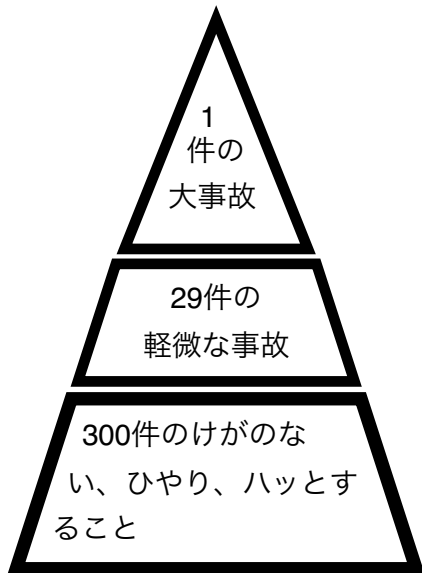 1
件の
大事故
29件の
軽微な事故
300件のけがのな
い、ひやり、ハッとす
ること